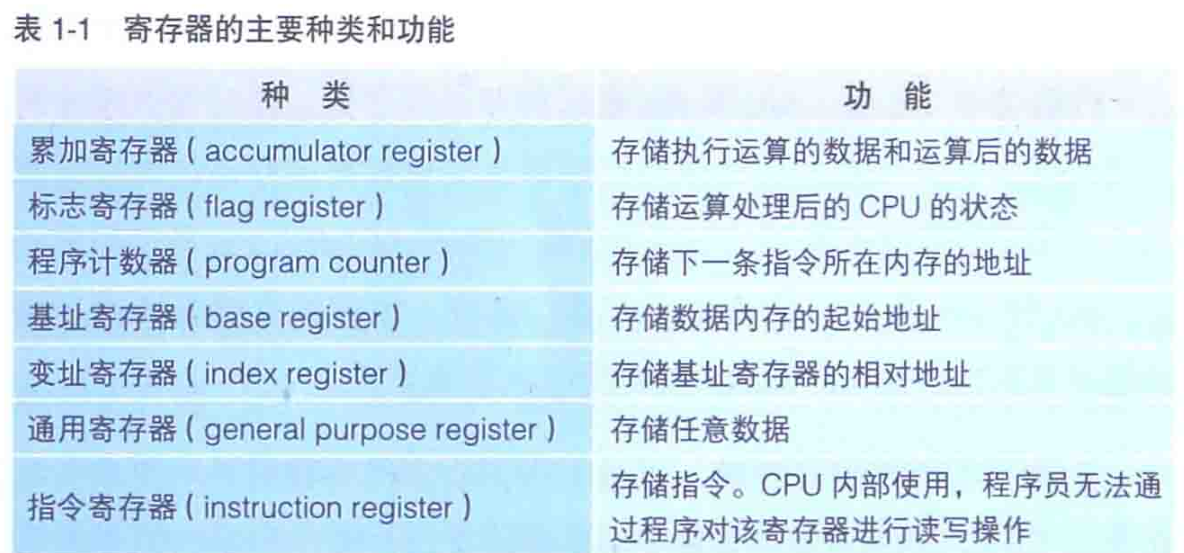 表 1-1 寄存器的主要种类和功能
种 类 功 能
累加寄存器（accumulator register） 存储执行运算的数据和运算后的数据
标志寄存器（flag register） 存储运算处理后的 CPU 的状态
程序计数器（program counter） 存储下一条指令所在内存的地址
基址寄存器（base register） 存储数据内存的起始地址
变址寄存器（index register） 存储基址寄存器的相对地址
通用寄存器（general purpose register） 存储任意数据
指令寄存器（instruction register） 存储指令。CPU 内部使用，程序员无法通
过程序对该寄存器进行读写操作